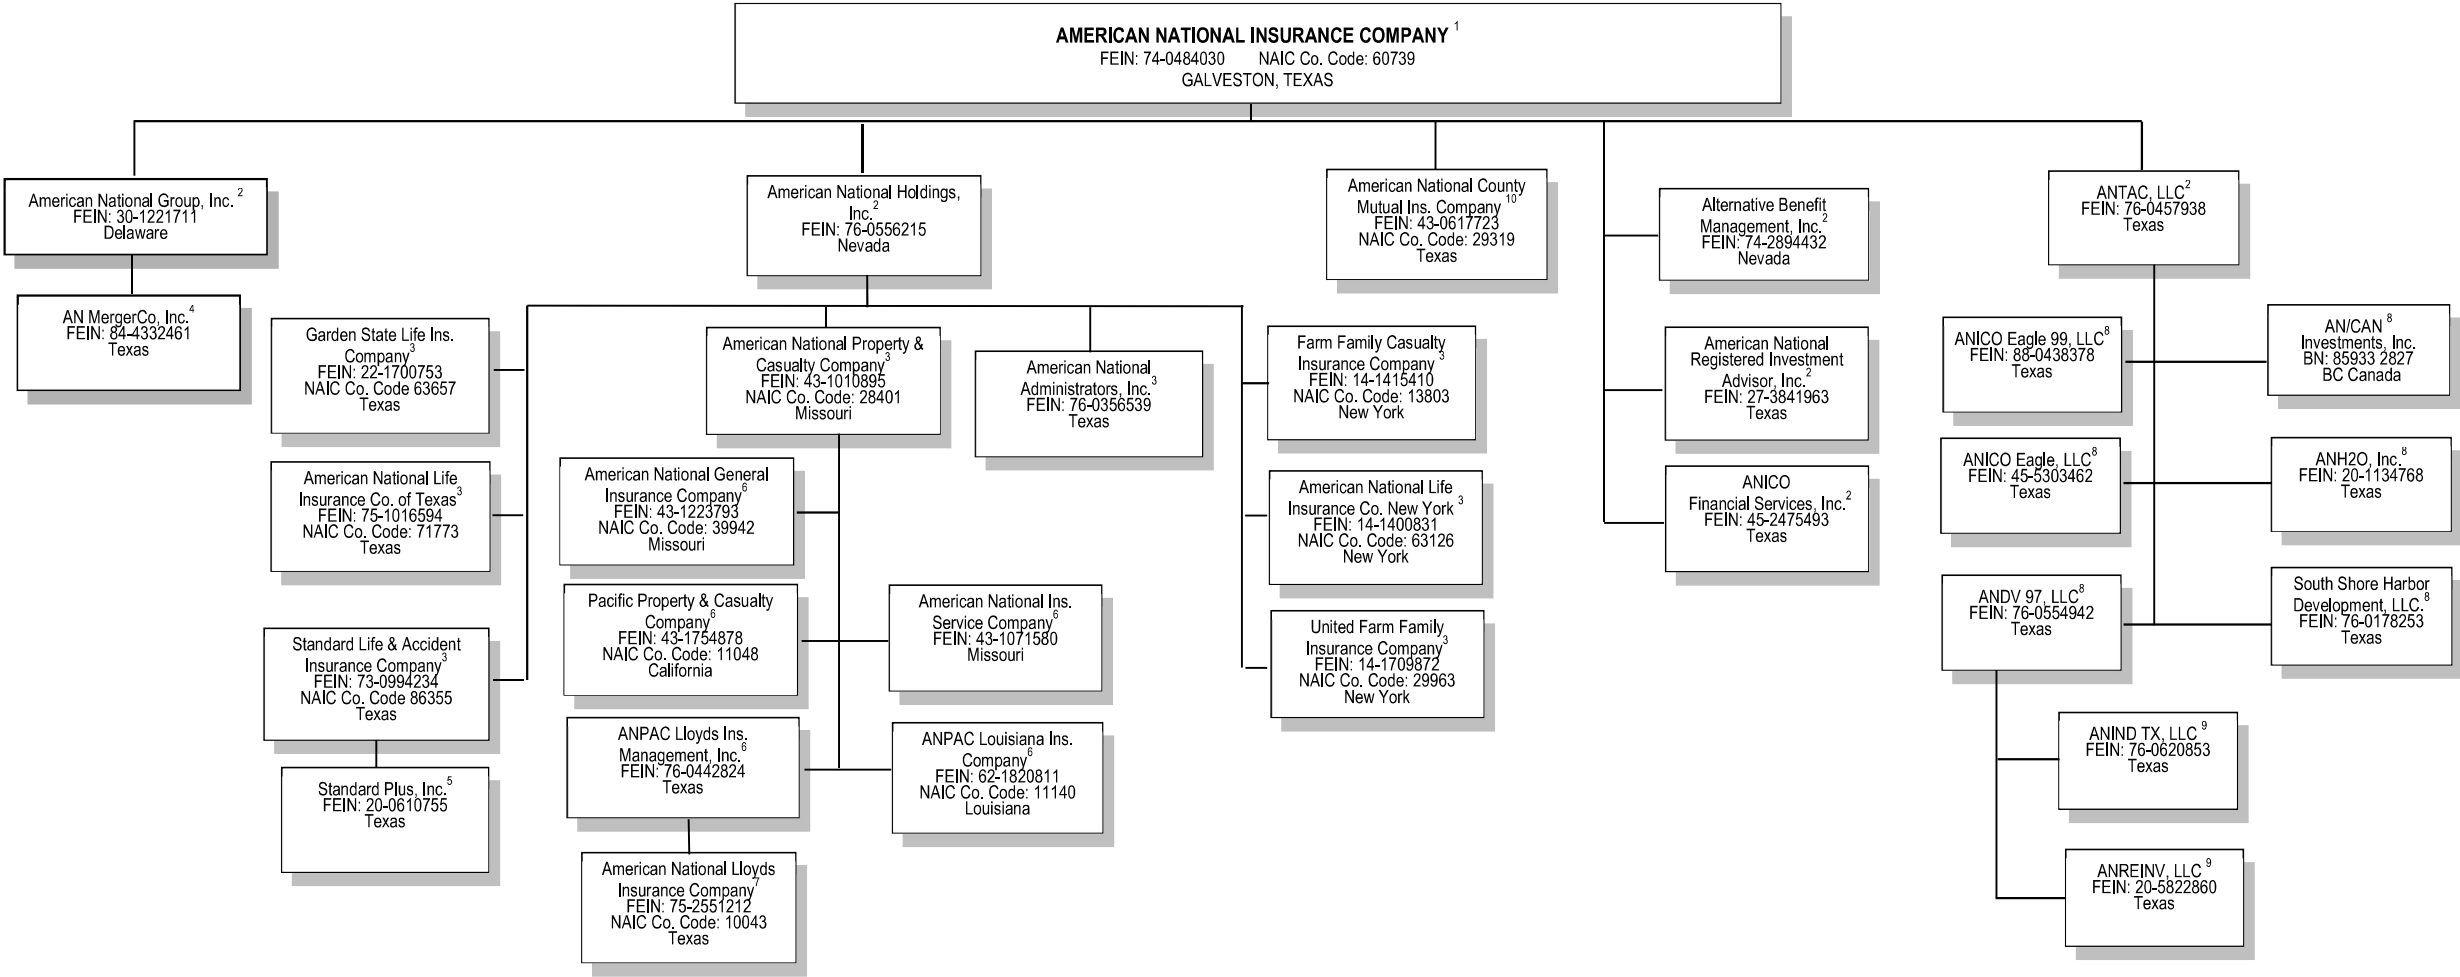 AMERICAN NATIONAL INSURANCE COMPANY 1
FEIN: 74-0484030 NAIC Co. Code: 60739
GALVESTON, TEXAS
American National Group, Inc. 2
FEIN: 30-1221711
Delaware
AN MergerCo, Inc.4
FEIN: 84-4332461
Texas
American National Holdings,
Inc.2
FEIN: 76-0556215
Nevada
Garden State Life Ins.
Company3
FEIN: 22-1700753
NAIC Co. Code 63657
Texas
American National Life
Insurance Co. of Texas3
FEIN: 75-1016594
NAIC Co. Code: 71773
Texas
Standard Life & Accident
Insurance Company3
FEIN: 73-0994234
NAIC Co. Code 86355
Texas
Standard Plus, Inc.5
FEIN: 20-0610755
Texas
American National Property &
Casualty Company3
FEIN: 43-1010895
NAIC Co. Code: 28401
Missouri
American National General
Insurance Company6
FEIN: 43-1223793
NAIC Co. Code: 39942
Missouri
Pacific Property & Casualty
Company6
FEIN: 43-1754878
NAIC Co. Code: 11048
California
American National Ins.
Service Company6
FEIN: 43-1071580
Missouri
ANPAC Lloyds Ins.
Management, Inc.6
FEIN: 76-0442824
Texas
ANPAC Louisiana Ins.
Company6
FEIN: 62-1820811
NAIC Co. Code: 11140
Louisiana
American National Lloyds
Insurance Company7
FEIN: 75-2551212
NAIC Co. Code: 10043
Texas
American National
Administrators, Inc.3
FEIN: 76-0356539
Texas
Farm Family Casualty
Insurance Company3
FEIN: 14-1415410
NAIC Co. Code: 13803
New York
American National Life
Insurance Co. New York 3
FEIN: 14-1400831
NAIC Co. Code: 63126
New York
United Farm Family
Insurance Company3
FEIN: 14-1709872
NAIC Co. Code: 29963
New York
American National County
Mutual Ins. Company 10
FEIN: 43-0617723
NAIC Co. Code: 29319
Texas
Alternative Benefit
Management, Inc.2
FEIN: 74-2894432
Nevada
American National
Registered Investment
Advisor, Inc.2
FEIN: 27-3841963
Texas
ANICO
Financial Services, Inc.2
FEIN: 45-2475493
Texas
ANTAC, LLC2
FEIN: 76-0457938
Texas
ANICO Eagle 99, LLC8
FEIN: 88-0438378
Texas
AN/CAN 8
Investments, Inc.
BN: 85933 2827
BC Canada
ANICO Eagle, LLC8
FEIN: 45-5303462
Texas
ANH2O, Inc.8
FEIN: 20-1134768
Texas
ANDV 97, LLC8
FEIN: 76-0554942
Texas
South Shore Harbor
Development, LLC.8
FEIN: 76-0178253
Texas
ANIND TX, LLC 9
FEIN: 76-0620853
Texas
ANREINV, LLC 9
FEIN: 20-5822860
Texas